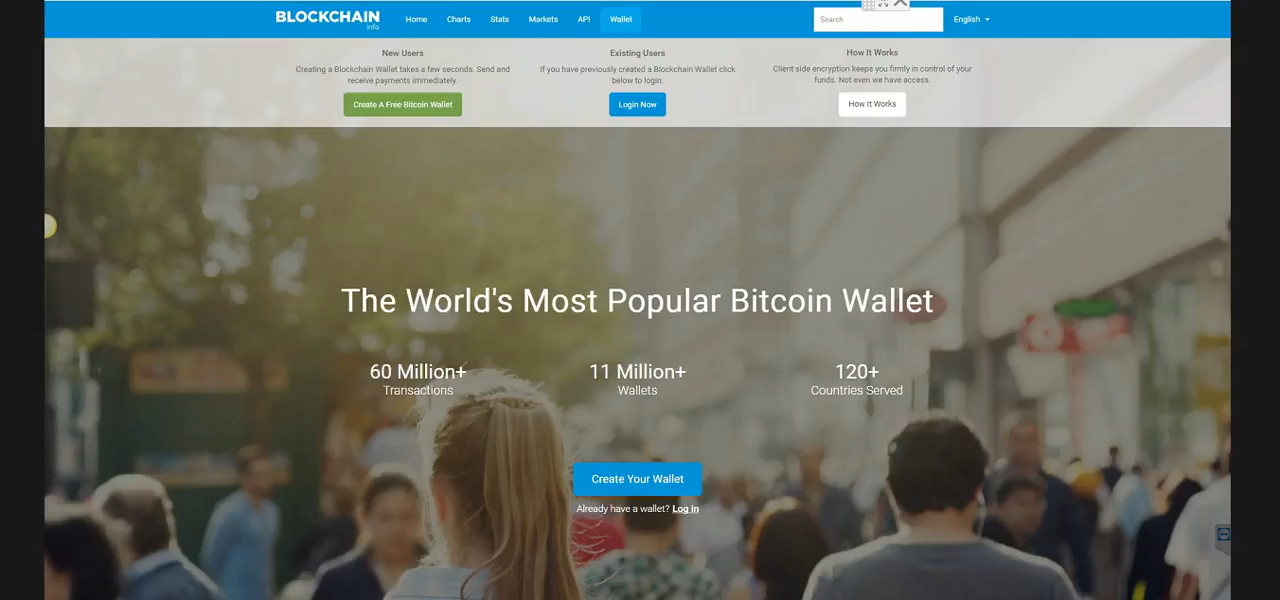 BLOCKCHAIN
info
Home Charts Stats Markets API Wallet
Search
English
New Users
Creating a Blockchain Wallet takes a few seconds. Send and
receive payments immediately.
Create A Free Bitcoin Wallet
Existing Users
If you have previously created a Blockchain Wallet click
below to login.
Login Now
How It Works
Client side encryption keeps you firmly in control of your
funds. Not even we have access.
How It Works
The World's Most Popular Bitcoin Wallet
60 Million+
Transactions
11 Million+
Wallets
120+
Countries Served
Create Your Wallet
Already have a wallet? Log in